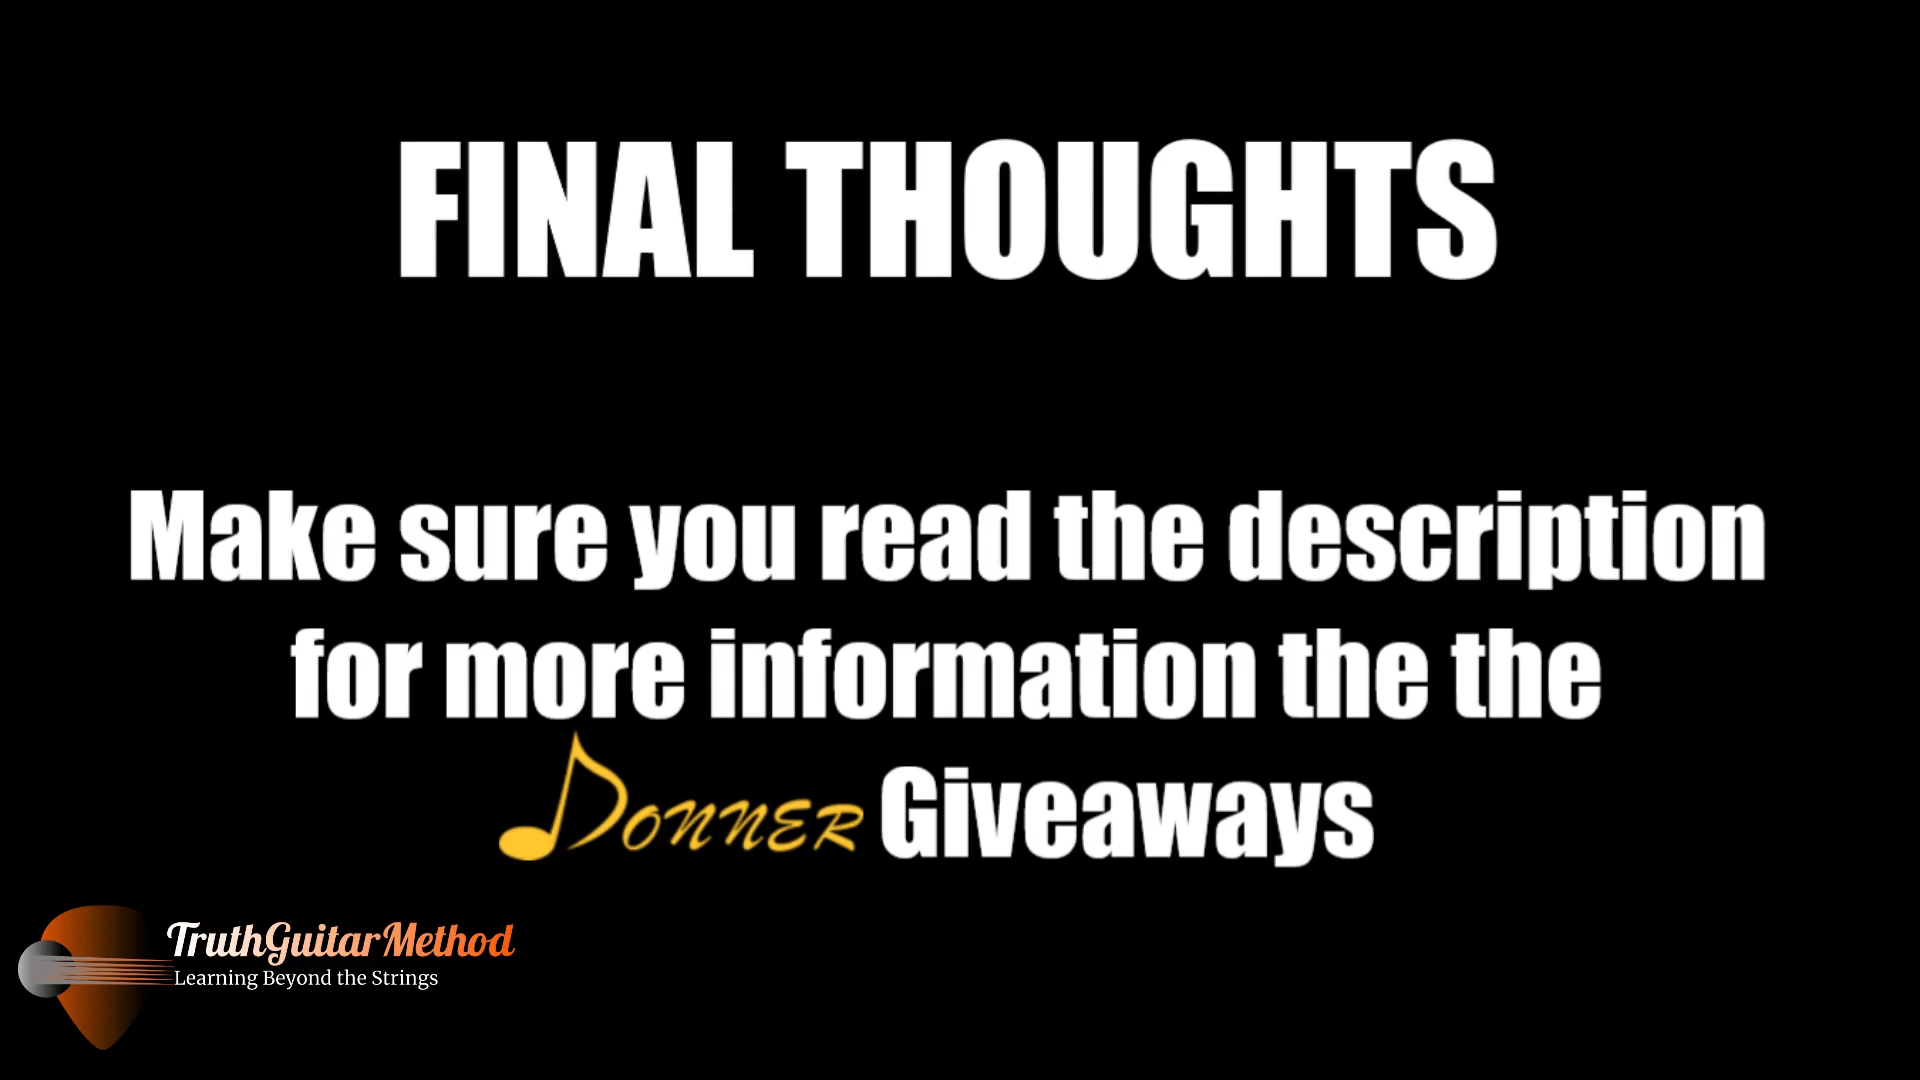 FINAL THOUGHTS
Make sure you read the description
for more information the the
DONNER Giveaways
TruthGuitarMethod
Learning Beyond the Strings